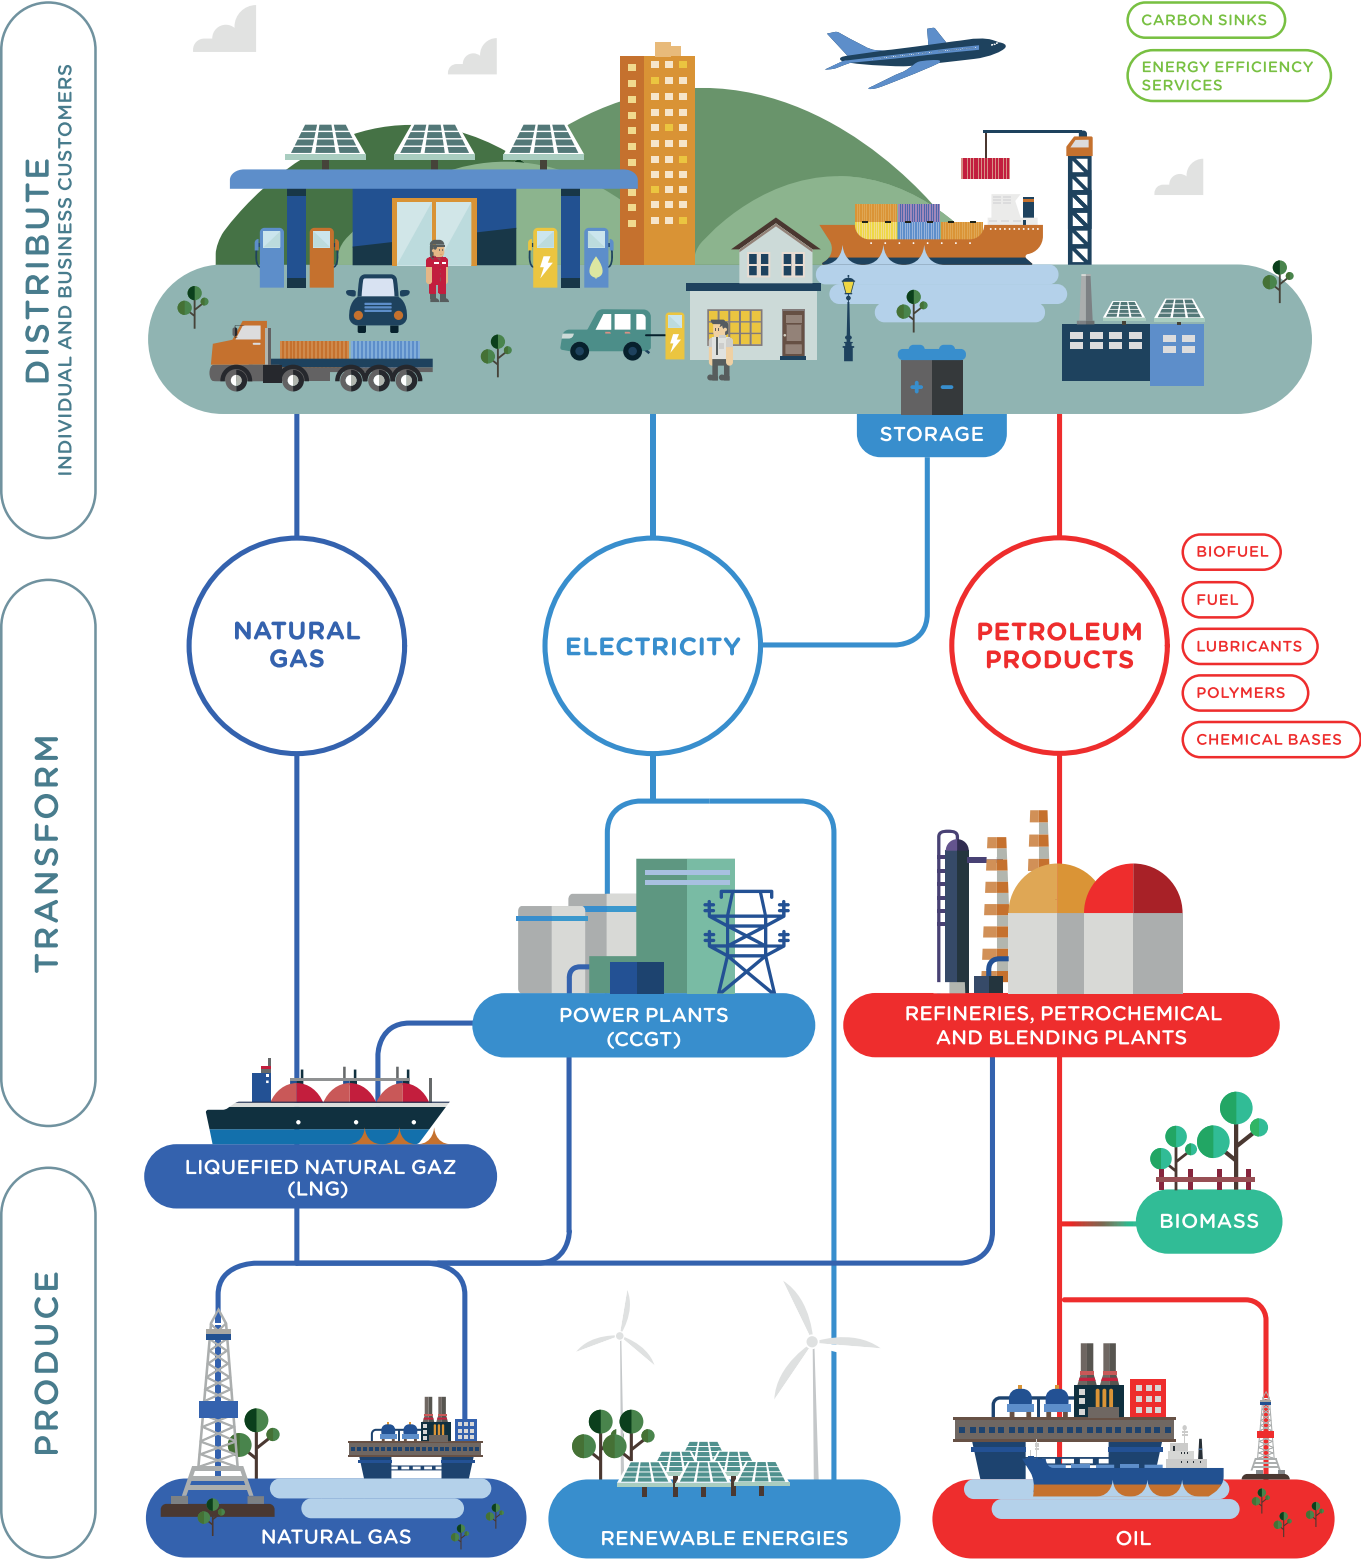 CARBON SINKS
ENERGY EFFICIENCY
SERVICES
DISTRIBUTE
INDIVIDUAL AND BUSINESS CUSTOMERS
STORAGE
NATURAL
GAS
ELECTRICITY
PETROLEUM
PRODUCTS
BIOFUEL
FUEL
LUBRICANTS
POLYMERS
CHEMICAL BASES
TRANSFORM
POWER PLANTS
(CCGT)
REFINERIES, PETROCHEMICAL
AND BLENDING PLANTS
LIQUEFIED NATURAL GAZ
(LNG)
BIOMASS
PRODUCE
NATURAL GAS
RENEWABLE ENERGIES
OIL